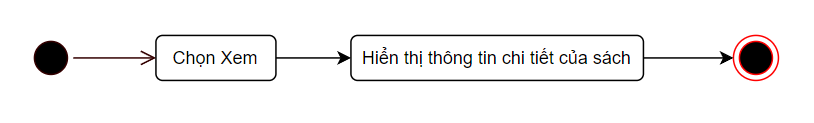 Chọn Xem
Hiển thị thông tin chi tiết của sách